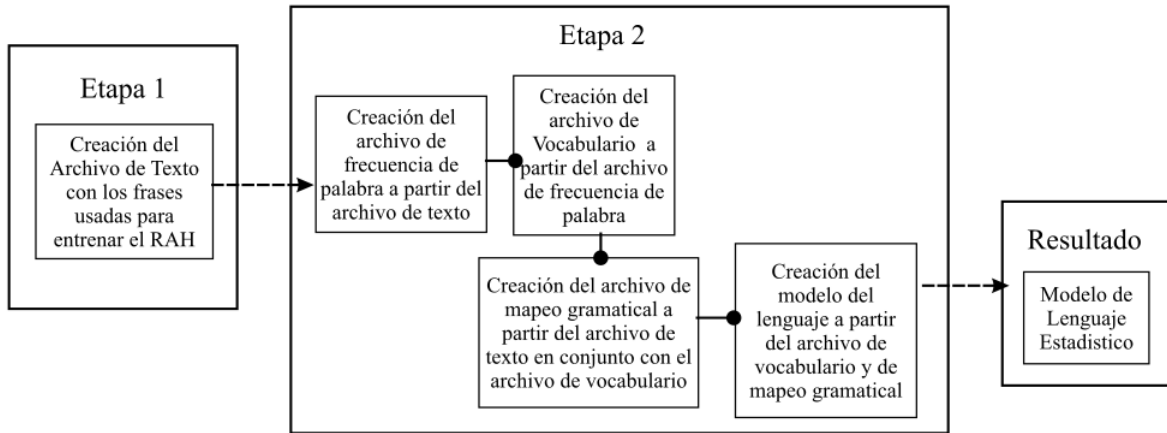 Etapa 1
Creación del
Archivo de Texto
con los frases
usadas para
entrenar el RAH
Etapa 2
Creación del
archivo de
frecuencia de
palabra a partir del
archivo de texto
Creación del
archivo de
Vocabulario a
partir del archivo
de frecuencia de
palabra
Creación del archivo de
mapeo gramatical a
partir del archivo de
texto en conjunto con el
archivo de vocabulario
Creación del
modelo del
lenguaje a partir
del archivo de
vocabulario y de
mapeo gramatical
Resultado
Modelo de
Lenguaje
Estadistico